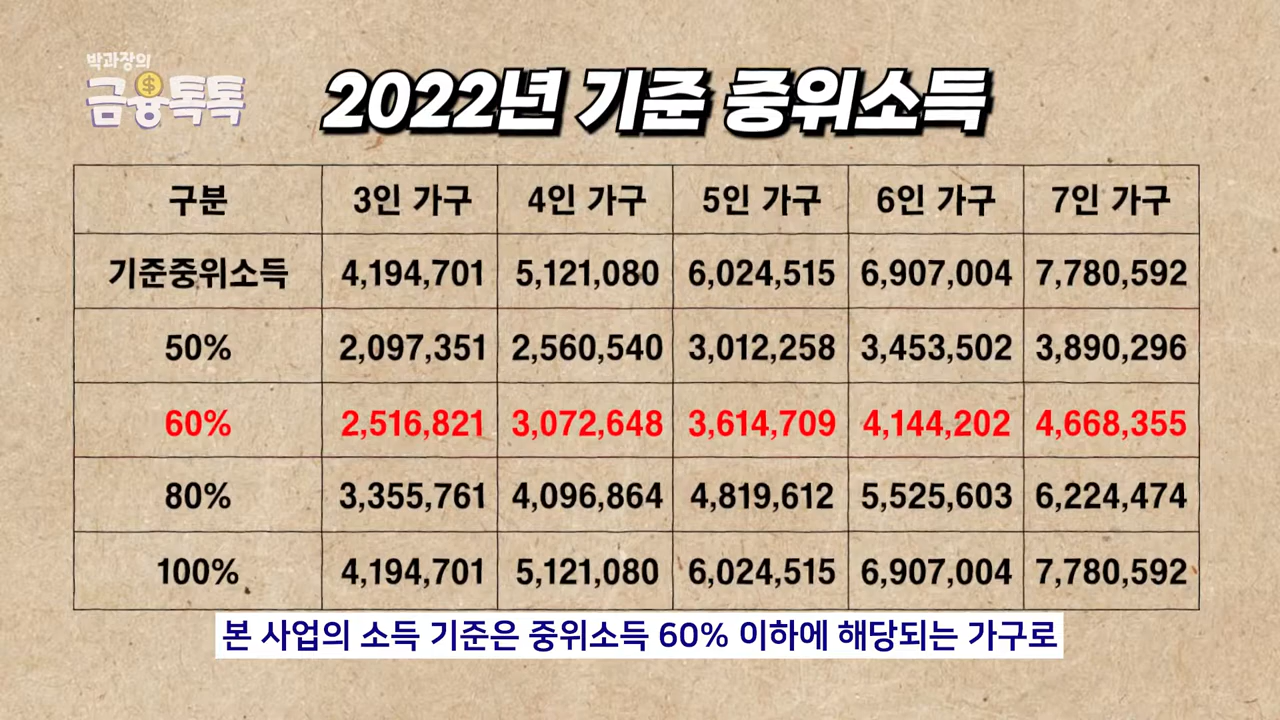 박과장의
금융톡톡
2022년 기준 중위소득
구분 3인 가구 4인 가구 5인 가구 6인 가구 7인 가구
기준중위소득 4,194,701 5,121,080 6,024,515 6,907,004 7,780,592
50% 2,097,351 2,560,540 3,012,258 3,453,502 3,890,296
60% 2,516,821 3,072,648 3,614,709 4,144,202 4,668,355
80% 3,355,761 4,096,864 4,819,612 5,525,603 6,224,474
100% 4,194,701 5,121,080 6,024,515 6,907,004 7,780,592
본 사업의 소득 기준은 중위소득 60% 이하에 해당되는 가구로